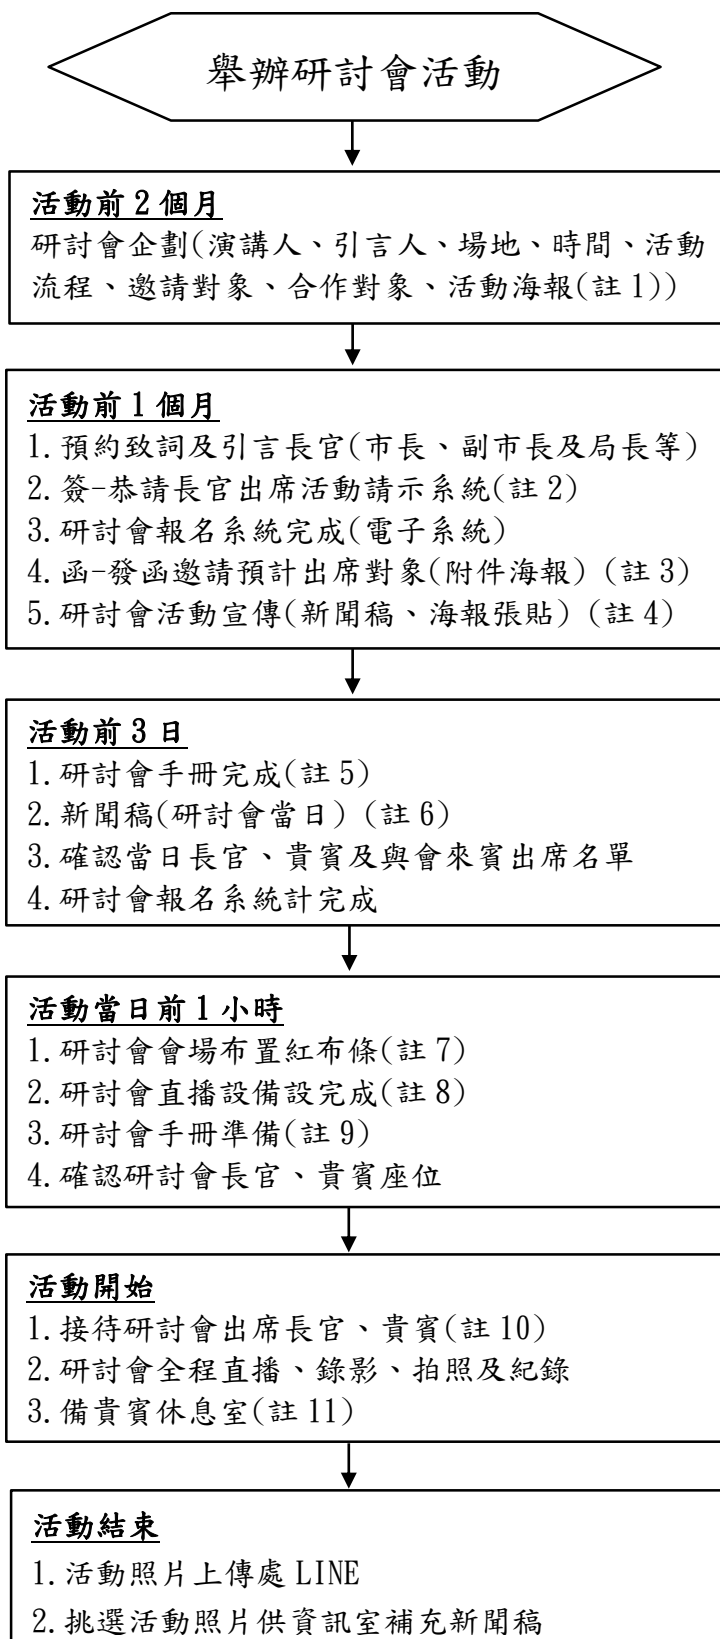 舉辦研討會活動
活動前 2 個月
研討會企劃(演講人、引言人、場地、時間、活動
流程、邀請對象、合作對象、活動海報(註 1))
活動前 1 個月
1.預約致詞及引言長官(市長、副市長及局長等)
2.簽-恭請長官出席活動請示系統(註 2)
3.研討會報名系統完成(電子系統)
4.函-發函邀請預計出席對象(附件海報) (註 3)
5.研討會活動宣傳(新聞稿、海報張貼) (註 4)
活動前 3 日
1.研討會手冊完成(註 5)
2.新聞稿(研討會當日) (註 6)
3.確認當日長官、貴賓及與會來賓出席名單
4.研討會報名系統計完成
活動當日前 1 小時
1.研討會會場布置紅布條(註 7)
2.研討會直播設備設完成(註 8)
3.研討會手冊準備(註 9)
4.確認研討會長官、貴賓座位
活動開始
1.接待研討會出席長官、貴賓(註 10)
2.研討會全程直播、錄影、拍照及紀錄
3.備貴賓休息室(註 11)
活動結束
1.活動照片上傳處 LINE
2.挑選活動照片供資訊室補充新聞稿